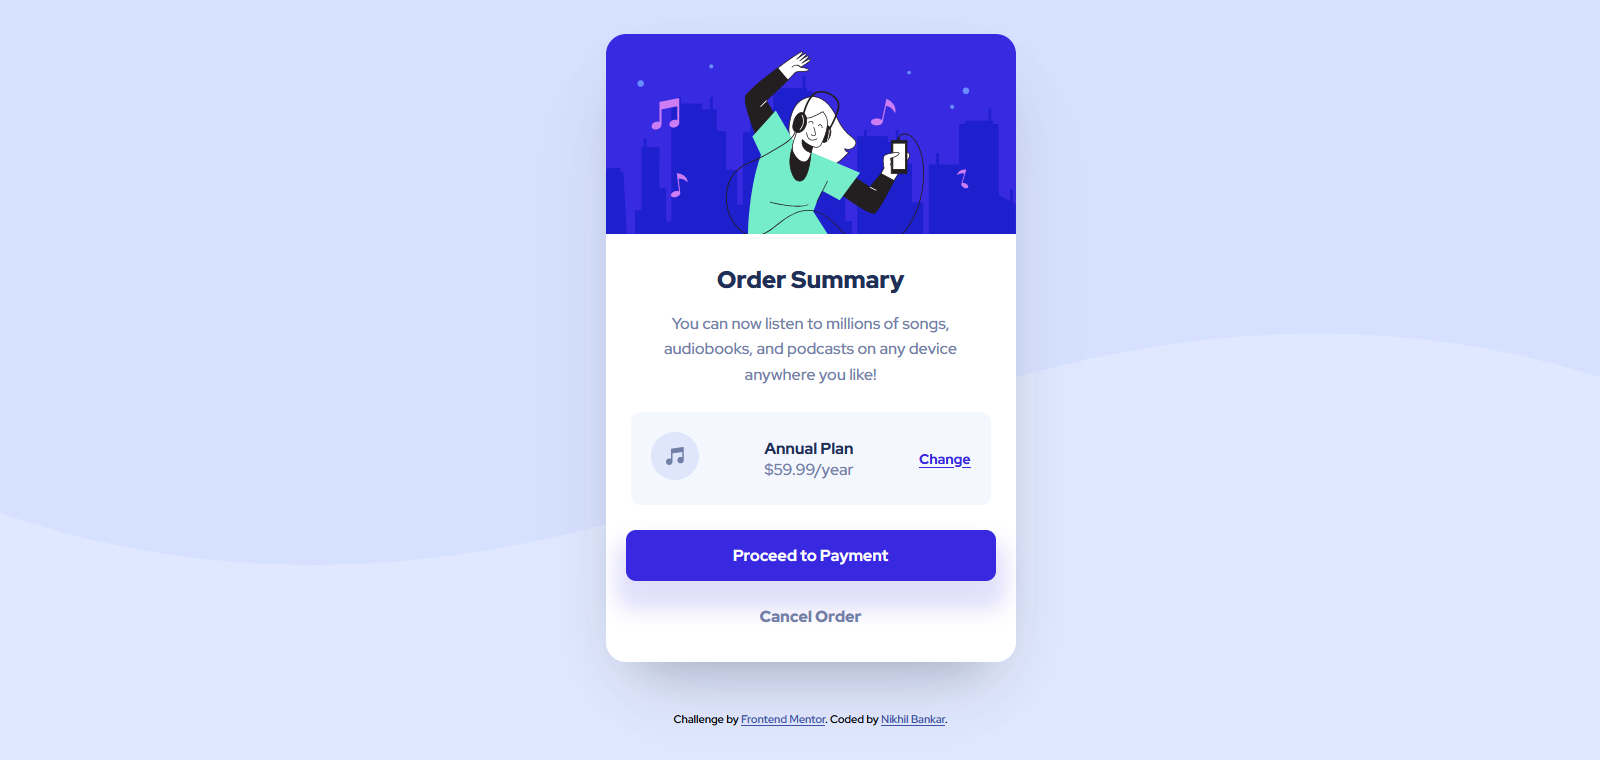 Order Summary
You can now listen to millions of songs,
audiobooks, and podcasts on any device
anywhere you like!
Annual Plan
$59.99/year
Change
Proceed to Payment
Cancel Order
Challenge by Frontend Mentor. Coded by Nikhil Bankar.